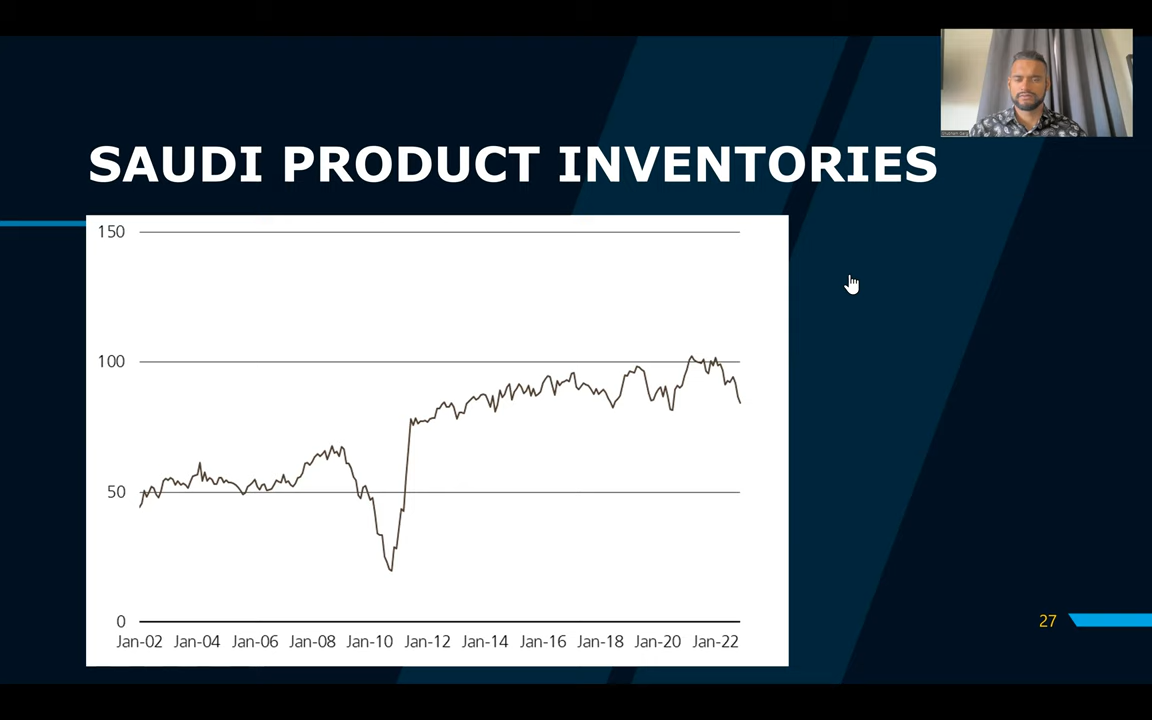 SAUDI PRODUCT INVENTORIES
150
100
50
0
Jan-02 Jan-04 Jan-06 Jan-08 Jan-10 Jan-12 Jan-14 Jan-16 Jan-18 Jan-20 Jan-22
27